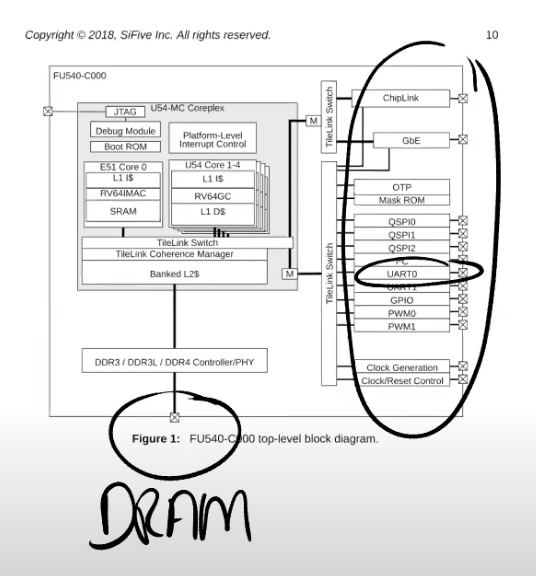 Copyright © 2018, SiFive Inc. All rights reserved.
10
FU540-C000
JTAG
U54-MC Coreplex
Debug Module
Boot ROM
Platform-Level
Interrupt Control
E51 Core 0
L1 I$
RV64IMAC
SRAM
U54 Core 1-4
L1 I$
RV64GC
L1 D$
TileLink Switch
TileLink Coherence Manager
Banked L2$
M
M
TileLink Switch
TileLink Switch
ChipLink
GbE
OTP
Mask ROM
QSPI0
QSPI1
QSPI2
UART0
UART1
GPIO
PWM0
PWM1
Clock Generation
Clock/Reset Control
DDR3 / DDR3L / DDR4 Controller/PHY
Figure 1: FU540-C000 top-level block diagram.
DRAM